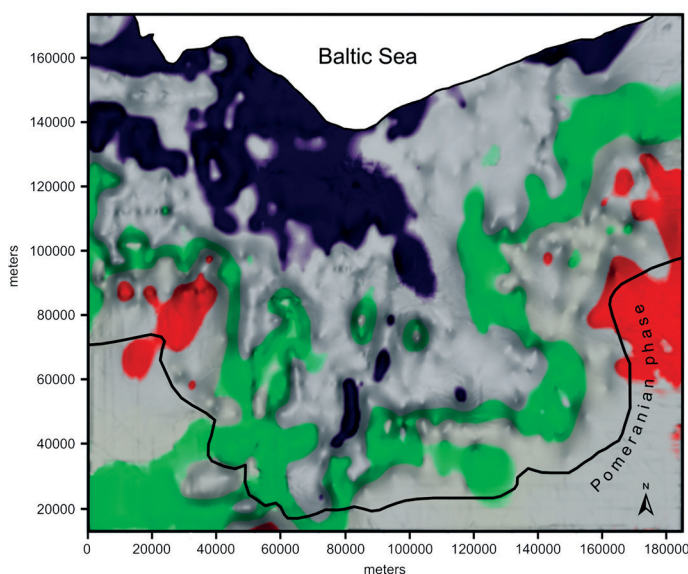 Baltic Sea
160000
140000
120000
100000
80000
60000
40000
20000
meters
Pomeranian phase
N
0 20000 40000 60000 80000 100000 120000 140000 160000 180000
meters